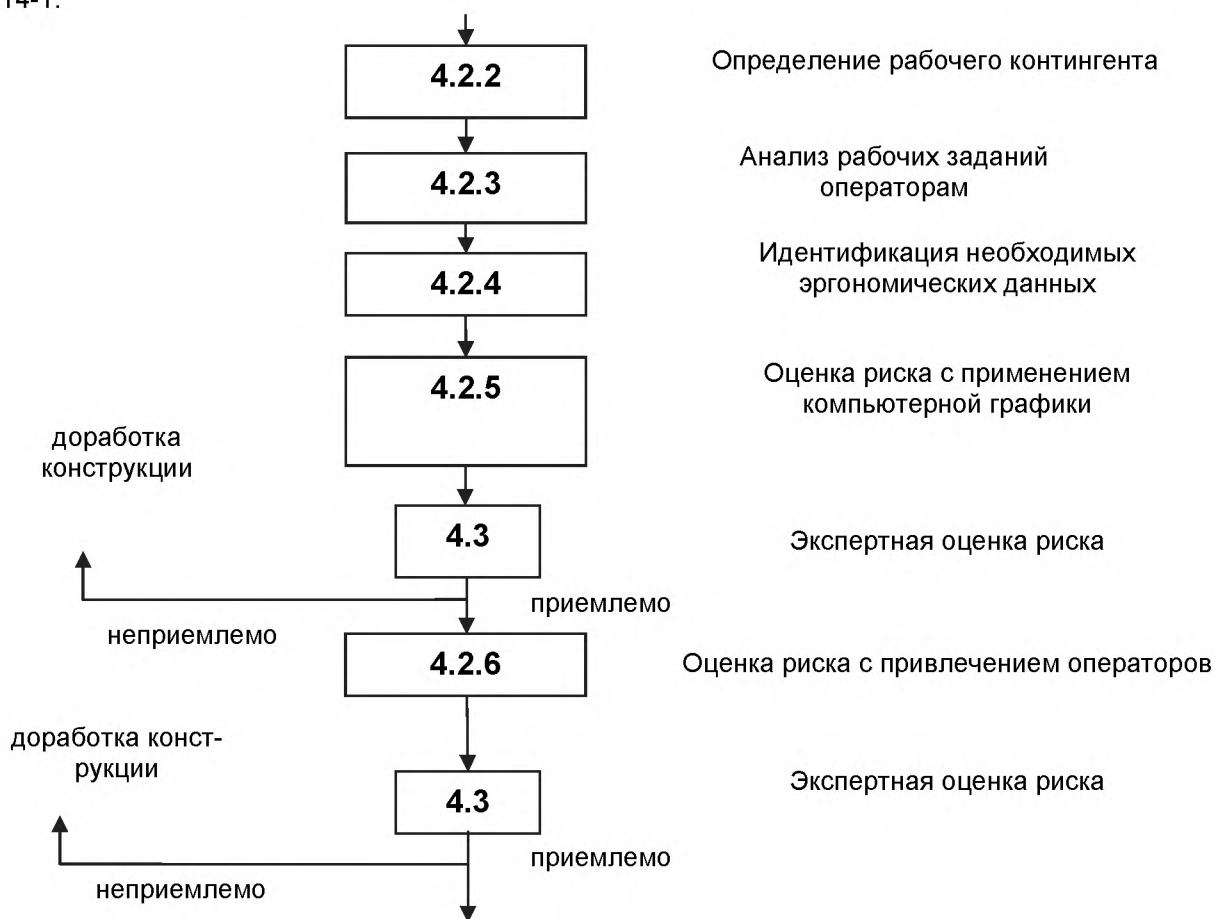 14-1.
4.2.2
Определение рабочего контингента
4.2.3
Анализ рабочих заданий
операторам
4.2.4
Идентификация необходимых
эргономических данных
4.2.5
Оценка риска с применением
компьютерной графики
доработка
конструкции
4.3
Экспертная оценка риска
приемлемо
неприемлемо
4.2.6
Оценка риска с привлечением операторов
доработка конст-
рукции
4.3
Экспертная оценка риска
приемлемо
неприемлемо